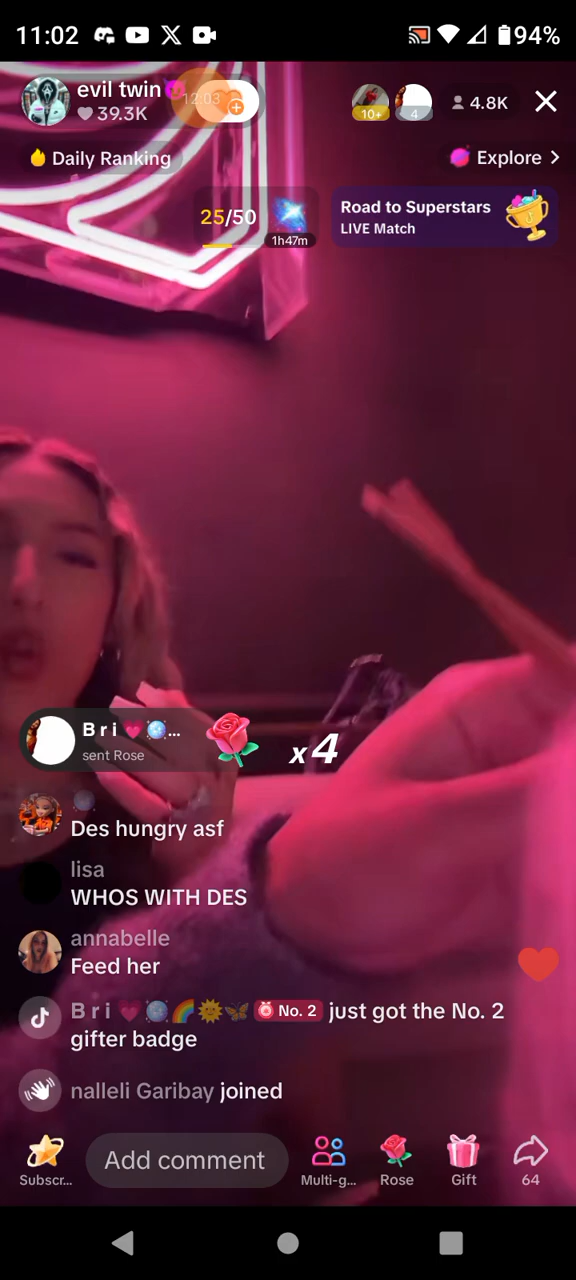 11:02
94%
evil twin😈
39.3K
12:03
10+
4
4.8K
Daily Ranking
Explore >
25/50
1h47m
Road to Superstars
LIVE Match
B r i 💗🪩...
sent Rose
x4
Des hungry asf
lisa
WHOS WITH DES
annabelle
Feed her
B r i 💗🪩🌈🌞🦋 No. 2 just got the No. 2
gifter badge
nalleli Garibay joined
Add comment
Subscr...
Multi-g...
Rose
Gift
64